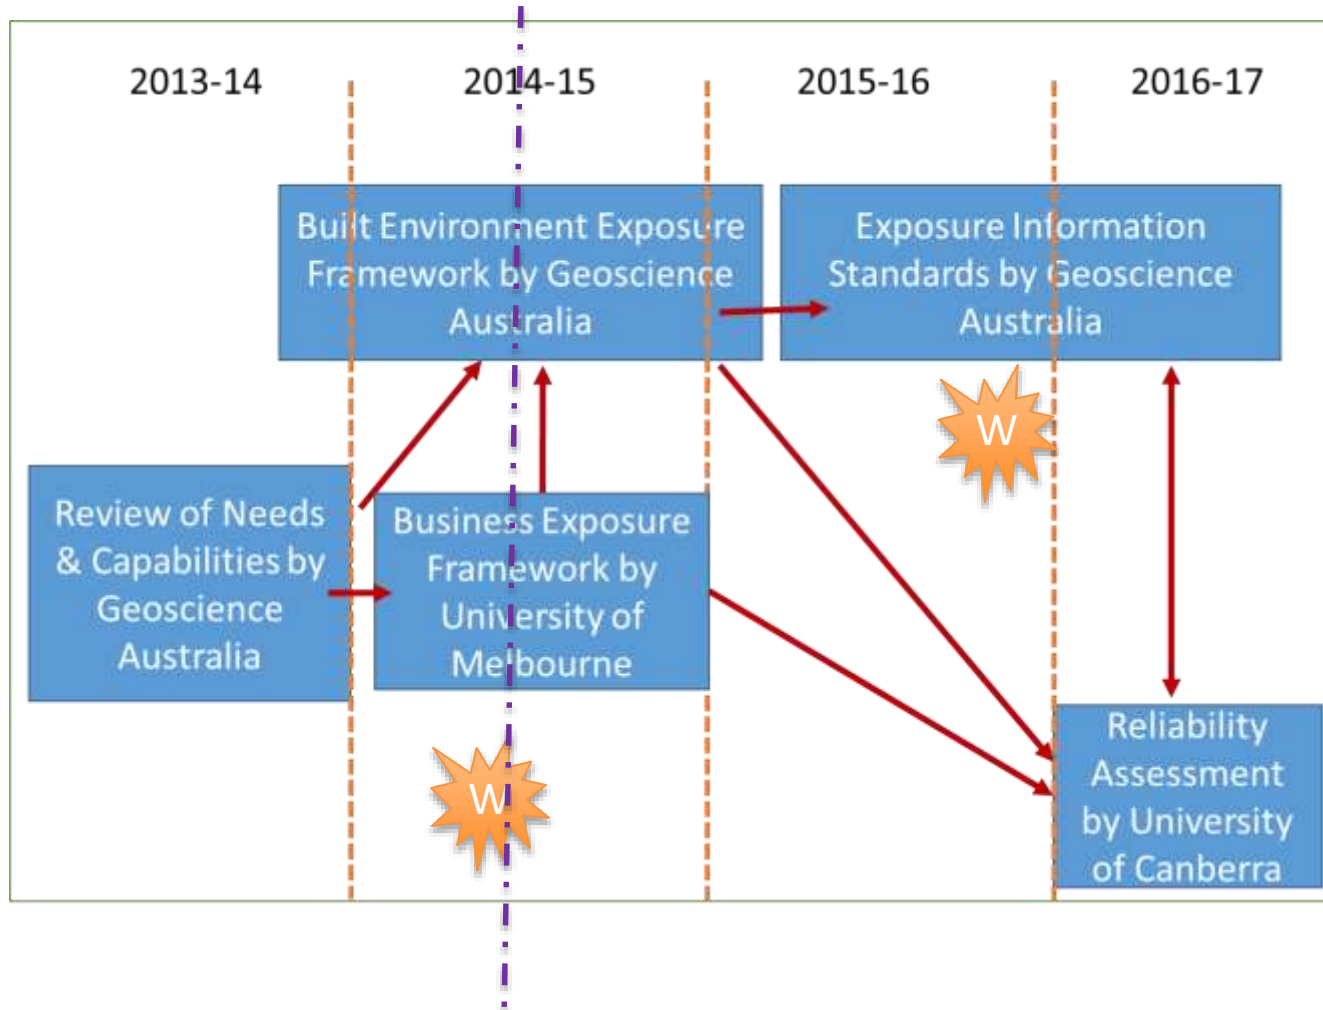 2013-14
2014-15
2015-16
2016-17
Built Environment Exposure
Framework by Geoscience
Australia
Exposure Information
Standards by Geoscience
Australia
W
Review of Needs
& Capabilities by
Geoscience
Australia
Business Exposure
Framework by
University of
Melbourne
W
Reliability
Assessment
by University
of Canberra